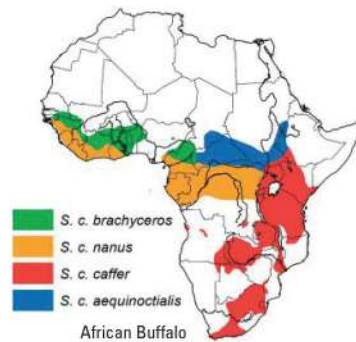 S. c. brachyceros
S. c. nanus
S. c. caffer
S. c. aequinoctialis
African Buffalo